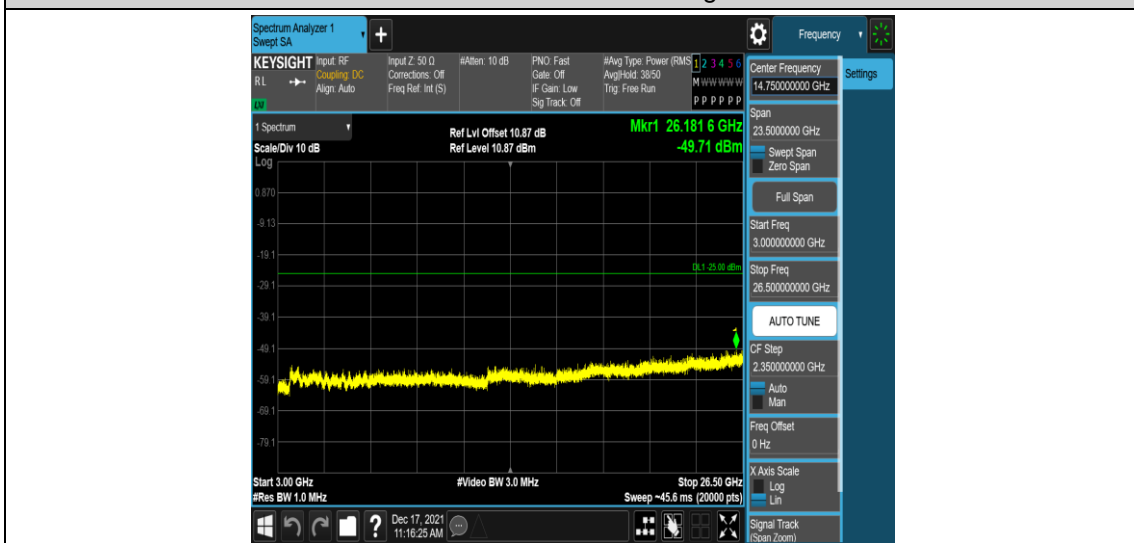 Spectrum Analyzer 1
Swept SA
+
Frequency
KEYSIGHT
RL
LXI
Input: RF
Coupling: DC
Align: Auto
Input Z: 50 Ω
Corrections: Off
Freq Ref: Int (S)
#Atten: 10 dB
PNO: Fast
Gate: Off
IF Gain: Low
Sig Track: Off
#Avg Type: Power (RMS
Avg|Hold: 38/50
Trig: Free Run
1 2 3 4 5 6
M W W W W W
P P P P P P
Center Frequency
14.750000000 GHz
Settings
1 Spectrum
Scale/Div 10 dB
Log
Ref Lvl Offset 10.87 dB
Ref Level 10.87 dBm
Mkr1 26.181 6 GHz
-49.71 dBm
0.870
-9.13
-19.1
-29.1
-39.1
-49.1
-59.1
-69.1
-79.1
DL1 -25.00 dBm
1
Start 3.00 GHz
#Res BW 1.0 MHz
#Video BW 3.0 MHz
Stop 26.50 GHz
Sweep ~45.6 ms (20000 pts)
Span
23.5000000 GHz
Swept Span
Zero Span
Full Span
Start Freq
3.000000000 GHz
Stop Freq
26.500000000 GHz
AUTO TUNE
CF Step
2.350000000 GHz
Auto
Man
Freq Offset
0 Hz
X Axis Scale
Log
Lin
Signal Track
(Span Zoom)
?
Dec 17, 2021
11:16:25 AM